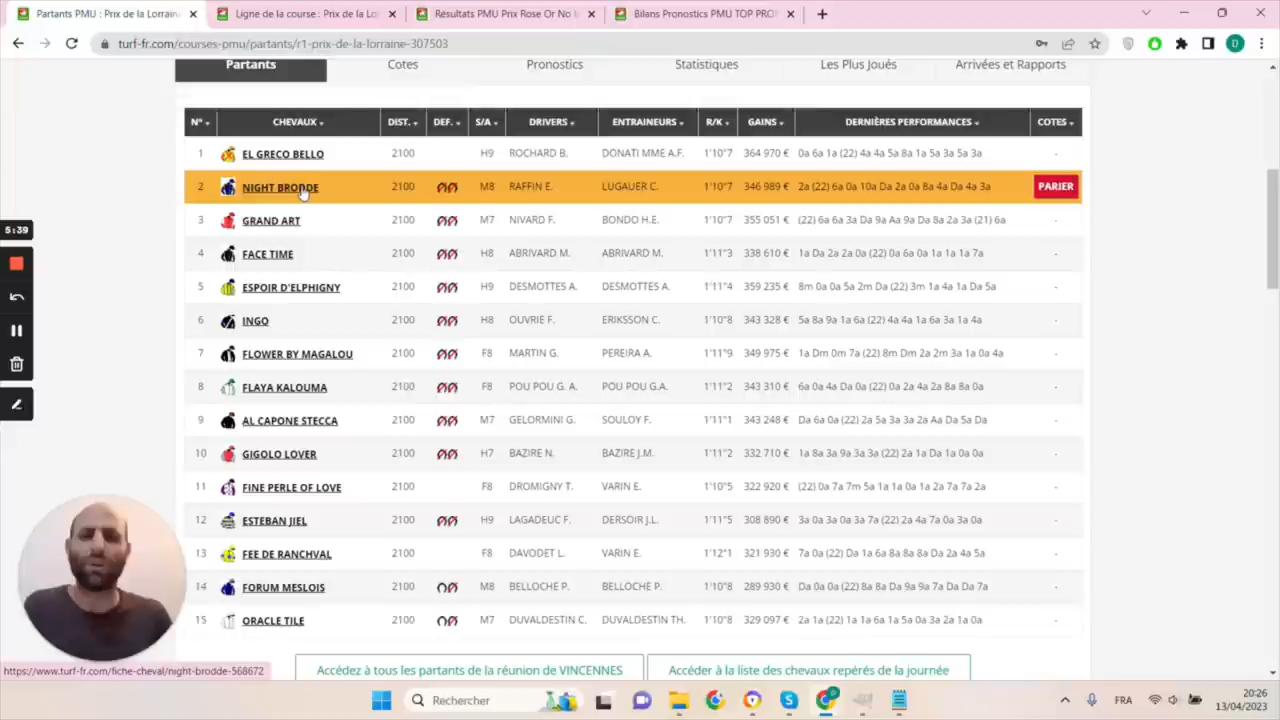 Partants PMU : Prix de la Lorraine
Ligne de la course : Prix de la Lor
Résultats PMU Prix Rose Or No
Bilans Pronostics PMU TOP PRO
turf-fr.com/courses-pmu/partants/r1-prix-de-la-lorraine-307503
D
Partants Cotes Pronostics Statistiques Les Plus Joués Arrivées et Rapports
N° CHEVAUX DIST. DEF. S/A DRIVERS ENTRAINEURS R/K GAINS DERNIÈRES PERFORMANCES COTES
1 EL GRECO BELLO 2100 H9 ROCHARD B. DONATI MME A.F. 1'10"7 364 970 € 0a 6a 1a (22) 4a 4a 5a 8a 1a 5a 3a 5a 3a -
2 NIGHT BRODDE 2100 M8 RAFFIN E. LUGAUER C. 1'10"7 346 989 € 2a (22) 6a 0a 10a Da 2a 0a 8a 4a Da 4a 3a PARIER
3 GRAND ART 2100 M7 NIVARD F. BONDO H.E. 1'10"7 355 051 € (22) 6a 6a 3a Da 9a Aa 9a Da 8a 2a 3a (21) 6a -
4 FACE TIME 2100 H8 ABRIVARD M. ABRIVARD M. 1'11"3 338 610 € 1a Da 2a 2a 0a (22) 0a 6a 0a 1a 1a 1a 7a -
5 ESPOIR D'ELPHIGNY 2100 H9 DESMOTTES A. DESMOTTES A. 1'11"4 359 235 € 8m 0a 0a 5a 2m Da (22) 3m 1a 4a 1a Da 5a -
6 INGO 2100 H8 OUVRIE F. ERIKSSON C. 1'10"8 343 328 € 5a 8a 9a 1a 6a (22) 4a 4a 1a 6a 3a 1a 4a -
7 FLOWER BY MAGALOU 2100 F8 MARTIN G. PEREIRA A. 1'11"9 349 975 € 1a Dm 0m 7a (22) 8m Dm 2a 2m 3a 1a 0a 4a -
8 FLAYA KALOUMA 2100 F8 POU POU G. A. POU POU G.A. 1'11"2 343 310 € 6a 0a 4a Da 0a (22) 0a 2a 4a 2a 8a 8a 0a -
9 AL CAPONE STECCA 2100 M7 GELORMINI G. SOULOY F. 1'11"1 343 248 € Da 6a 0a (22) 2a 5a 3a 3a 2a Aa Da 5a Da -
10 GIGOLO LOVER 2100 H7 BAZIRE N. BAZIRE J.M. 1'11"2 332 710 € 1a 8a 3a 9a 3a 3a (22) 2a 1a Da 1a 0a 0a -
11 FINE PERLE OF LOVE 2100 F8 DROMIGNY T. VARIN E. 1'10"5 322 920 € (22) 0a 7a 7m 5a 1a 1a 0a 1a 2a 7a 7a 2a -
12 ESTEBAN JIEL 2100 H9 LAGADEUC F. DERSOIR J.L. 1'11"5 308 890 € 3a 0a 3a 0a 3a 7a (22) 2a 4a 7a 0a 3a 0a -
13 FEE DE RANCHVAL 2100 F8 DAVODET L. VARIN E. 1'12"1 321 930 € 7a 0a (22) Da 1a 6a 8a 8a 8a Da 2a 4a 5a -
14 FORUM MESLOIS 2100 M8 BELLOCHE P. BELLOCHE P. 1'10"8 289 930 € Da 0a 0a (22) 8a 8a Da 9a 9a 7a Da Da 7a -
15 ORACLE TILE 2100 M7 DUVALDESTIN C. DUVALDESTIN TH. 1'10"8 329 097 € 2a 1a (22) 1a 1a 6a 1a 5a 0a 3a 2a 1a 0a -
5:39
Accédez à tous les partants de la réunion de VINCENNES Accéder à la liste des chevaux repérés de la journée
https://www.turf-fr.com/fiche-cheval/night-brodde-568672
Rechercher
FRA
20:26
13/04/2023